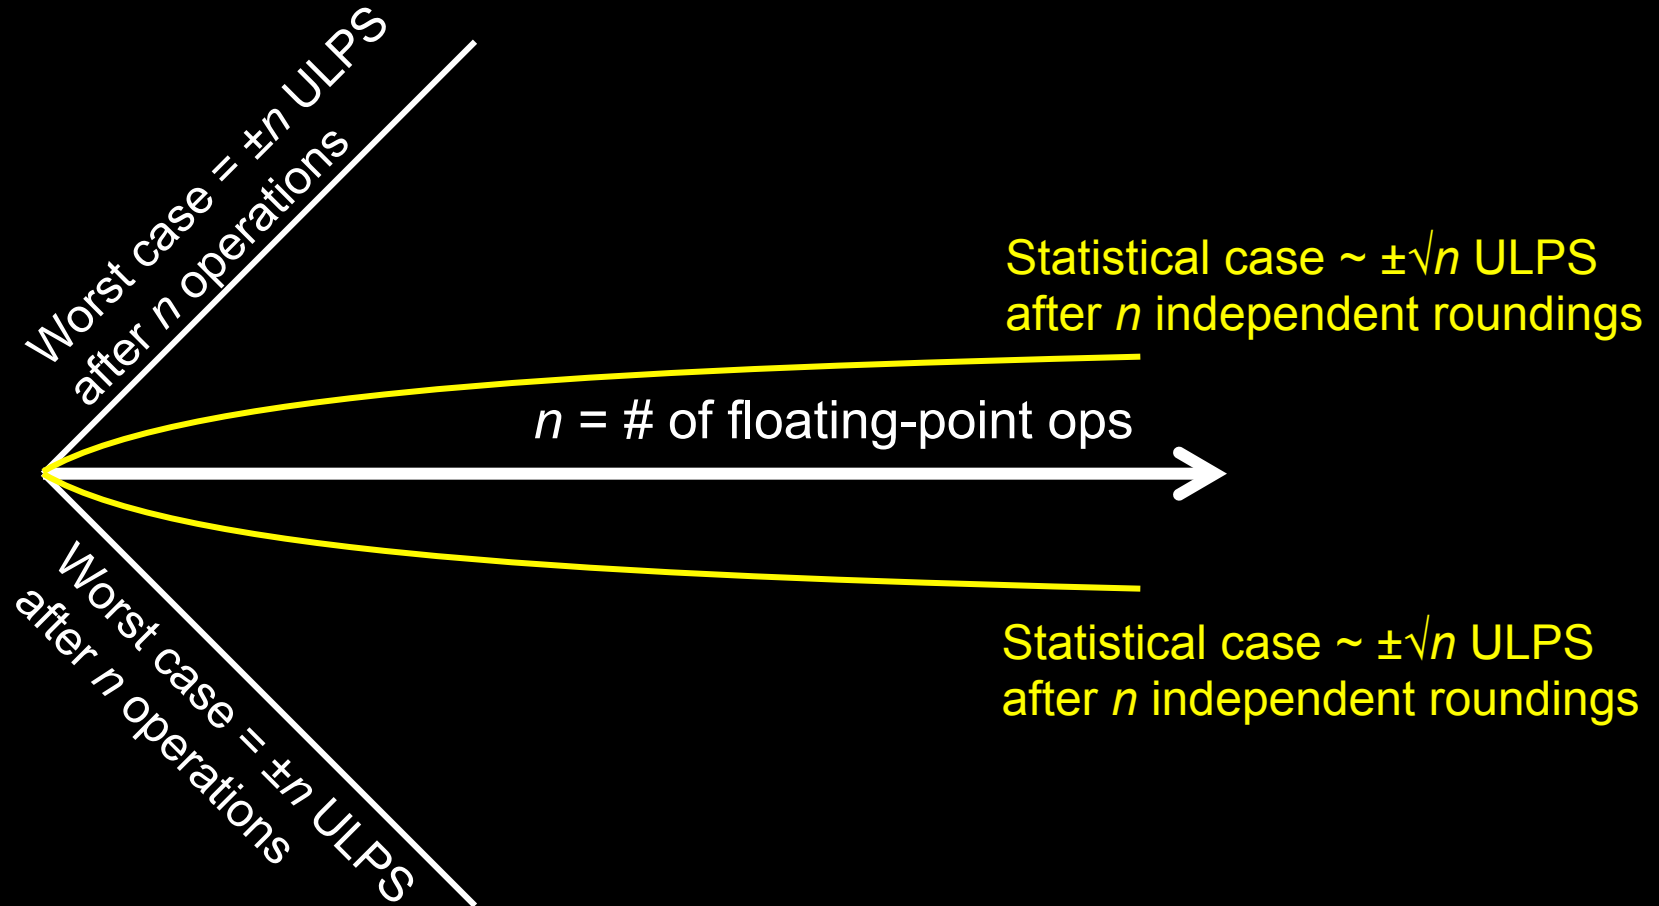 Worst case = ±n ULPS
after n operations
Statistical case ~ ±√n ULPS
after n independent roundings
n = # of floating-point ops
Worst case = ±n ULPS
after n operations
Statistical case ~ ±√n ULPS
after n independent roundings